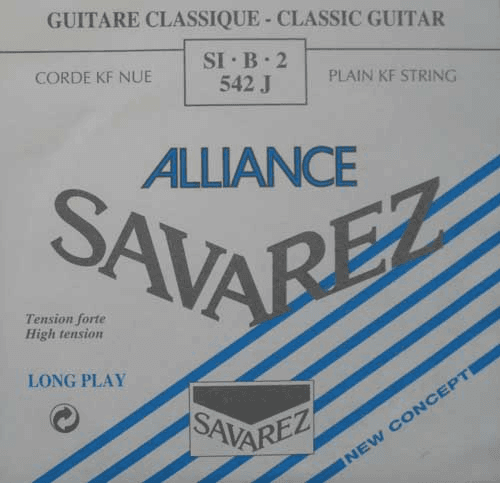 GUITARE CLASSIQUE - CLASSIC GUITAR
CORDE KF NUE
SI · B · 2
542 J
PLAIN KF STRING
ALLIANCE
SAVAREZ
Tension forte
High tension
LONG PLAY
SAVAREZ
NEW CONCEPT